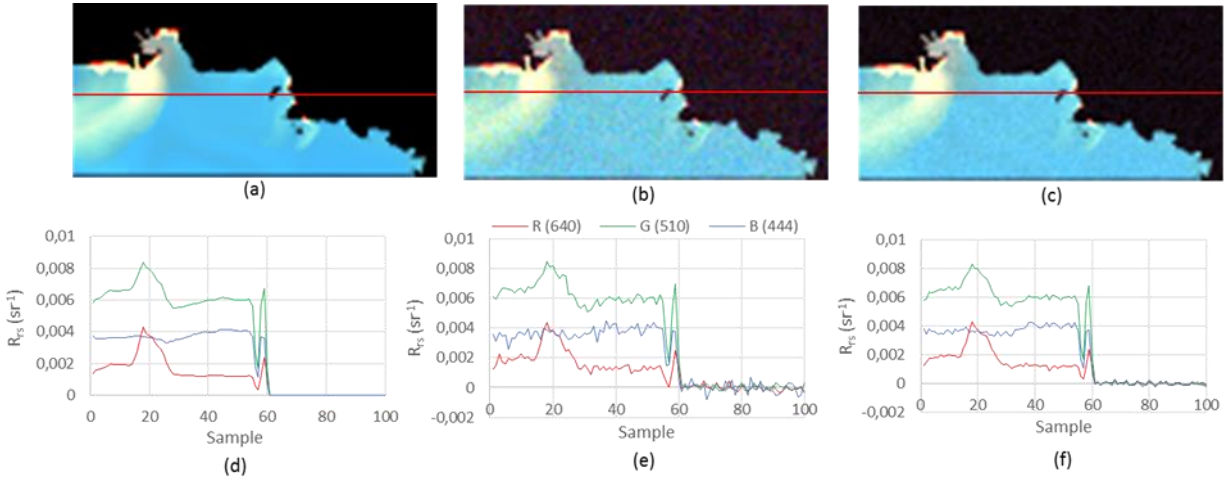 (a)
(b)
(c)
R (640) G (510) B (444)
0,01
0,008
0,006
0,004
0,002
0
Rrs (sr-1)
0 20 40 60 80 100
Sample
(d)
0,01
0,008
0,006
0,004
0,002
0
-0,002
Rrs (sr-1)
0 20 40 60 80 100
Sample
(e)
0,01
0,008
0,006
0,004
0,002
0
-0,002
Rrs (sr-1)
0 20 40 60 80 100
Sample
(f)